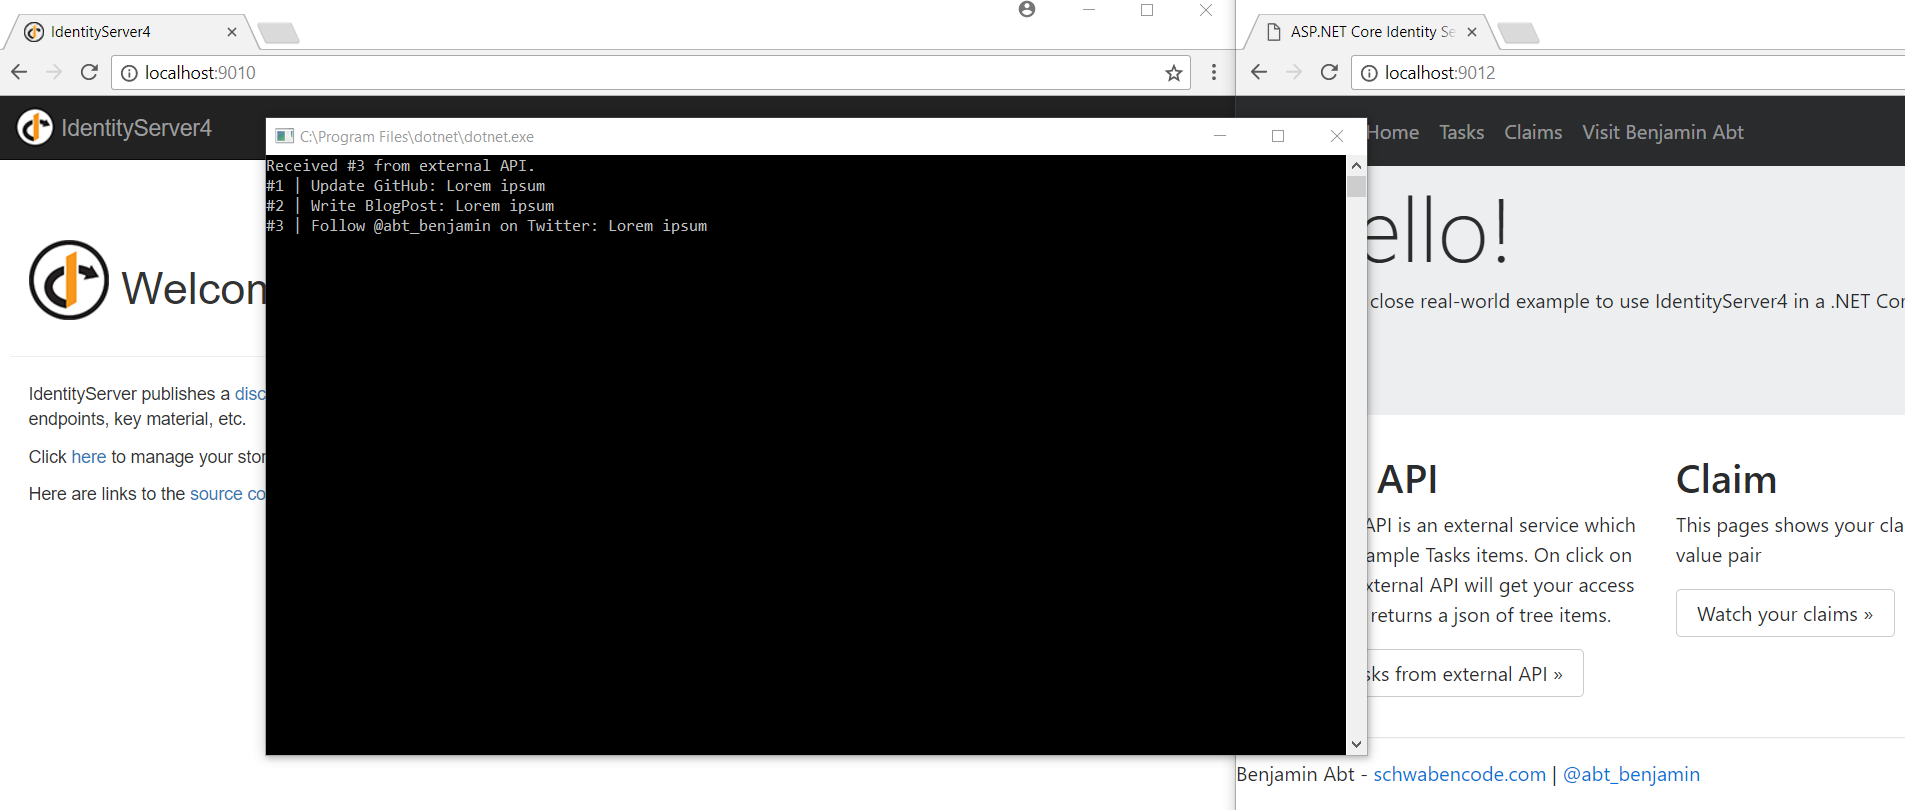 IdentityServer4
localhost:9010
IdentityServer4
Welcom
IdentityServer publishes a disc
endpoints, key material, etc.
Click here to manage your stor
Here are links to the source co
C:\Program Files\dotnet\dotnet.exe
Received #3 from external API.
#1 | Update GitHub: Lorem ipsum
#2 | Write BlogPost: Lorem ipsum
#3 | Follow @abt_benjamin on Twitter: Lorem ipsum
ASP.NET Core Identity Se
localhost:9012
Home Tasks Claims Visit Benjamin Abt
ello!
close real-world example to use IdentityServer4 in a .NET Cor
API
API is an external service which
ample Tasks items. On click on
xternal API will get your access
returns a json of tree items.
sks from external API »
Claim
This pages shows your cla
value pair
Watch your claims »
Benjamin Abt - schwabencode.com | @abt_benjamin